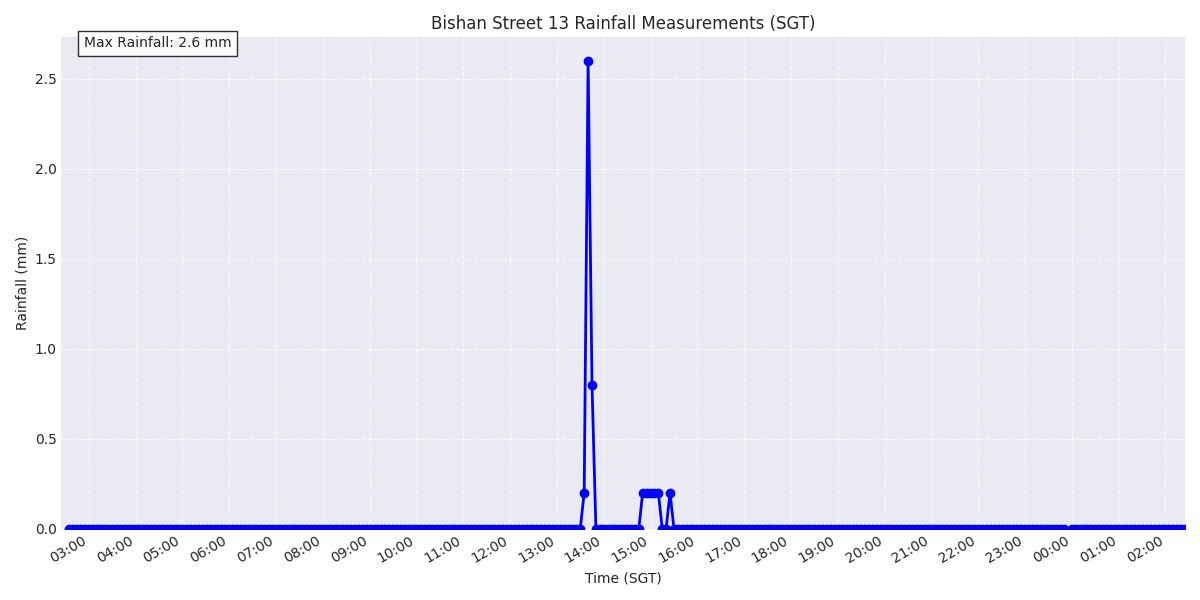 Bishan Street 13 Rainfall Measurements (SGT)
Max Rainfall: 2.6 mm
2.5
2.0
1.5
1.0
0.5
0.0
Rainfall (mm)
03:00 04:00 05:00 06:00 07:00 08:00 09:00 10:00 11:00 12:00 13:00 14:00 15:00 16:00 17:00 18:00 19:00 20:00 21:00 22:00 23:00 00:00 01:00 02:00
Time (SGT)